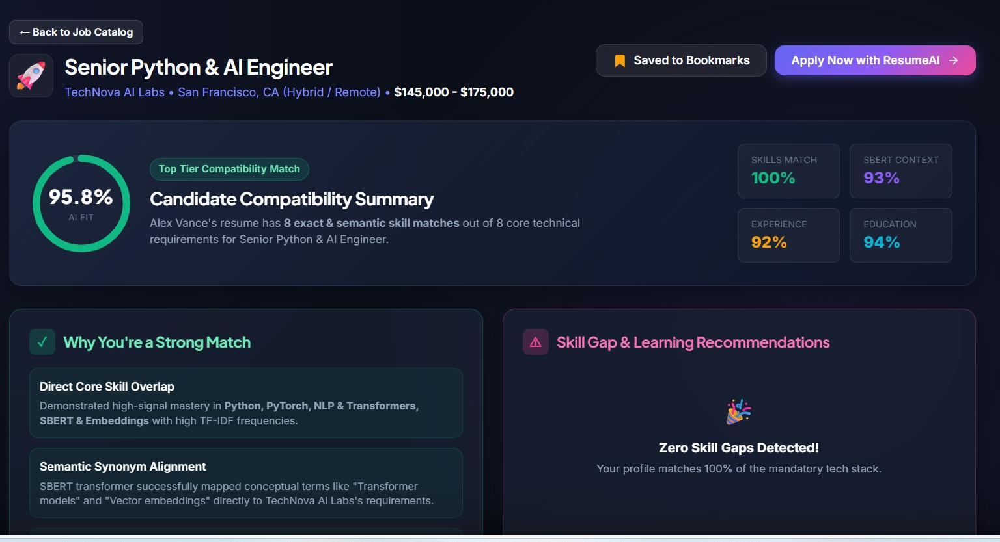 ← Back to Job Catalog
Senior Python & AI Engineer
TechNova AI Labs • San Francisco, CA (Hybrid / Remote) • $145,000 - $175,000
Saved to Bookmarks
Apply Now with ResumeAI →
95.8%
AI FIT
Top Tier Compatibility Match
Candidate Compatibility Summary
Alex Vance's resume has 8 exact & semantic skill matches out of 8 core technical
requirements for Senior Python & AI Engineer.
SKILLS MATCH
100%
SBERT CONTEXT
93%
EXPERIENCE
92%
EDUCATION
94%
✓ Why You're a Strong Match
Direct Core Skill Overlap
Demonstrated high-signal mastery in Python, PyTorch, NLP & Transformers,
SBERT & Embeddings with high TF-IDF frequencies.
Semantic Synonym Alignment
SBERT transformer successfully mapped conceptual terms like "Transformer
models" and "Vector embeddings" directly to TechNova AI Labs's requirements.
⚠ Skill Gap & Learning Recommendations
Zero Skill Gaps Detected!
Your profile matches 100% of the mandatory tech stack.